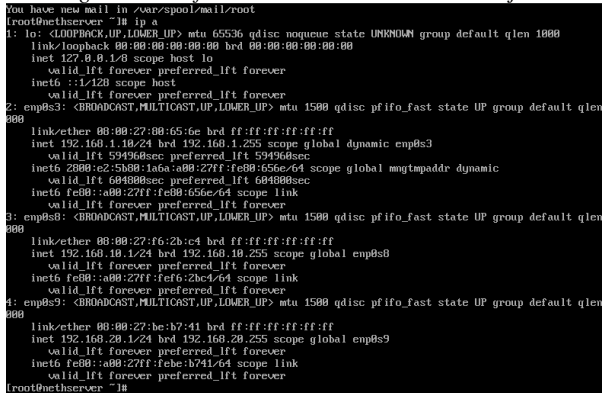 You have new mail in /var/spool/mail/root
[root@nethserver ~]# ip a
1: lo: <LOOPBACK,UP,LOWER_UP> mtu 65536 qdisc noqueue state UNKNOWN group default qlen 1000
link/loopback 00:00:00:00:00:00 brd 00:00:00:00:00:00
inet 127.0.0.1/8 scope host lo
valid_lft forever preferred_lft forever
inet6 ::1/128 scope host
valid_lft forever preferred_lft forever
2: enp0s3: <BROADCAST,MULTICAST,UP,LOWER_UP> mtu 1500 qdisc pfifo_fast state UP group default qlen
000
link/ether 08:00:27:80:65:6e brd ff:ff:ff:ff:ff:ff
inet 192.168.1.10/24 brd 192.168.1.255 scope global dynamic enp0s3
valid_lft 594960sec preferred_lft 594960sec
inet6 2800:e2:5b80:1a6a:a00:27ff:fe80:656e/64 scope global mngtmpaddr dynamic
valid_lft 604800sec preferred_lft 604800sec
inet6 fe80::a00:27ff:fe80:656e/64 scope link
valid_lft forever preferred_lft forever
3: enp0s8: <BROADCAST,MULTICAST,UP,LOWER_UP> mtu 1500 qdisc pfifo_fast state UP group default qlen
000
link/ether 08:00:27:f6:2b:c4 brd ff:ff:ff:ff:ff:ff
inet 192.168.10.1/24 brd 192.168.10.255 scope global enp0s8
valid_lft forever preferred_lft forever
inet6 fe80::a00:27ff:fef6:2bc4/64 scope link
valid_lft forever preferred_lft forever
4: enp0s9: <BROADCAST,MULTICAST,UP,LOWER_UP> mtu 1500 qdisc pfifo_fast state UP group default qlen
000
link/ether 08:00:27:be:b7:41 brd ff:ff:ff:ff:ff:ff
inet 192.168.20.1/24 brd 192.168.20.255 scope global enp0s9
valid_lft forever preferred_lft forever
inet6 fe80::a00:27ff:febe:b741/64 scope link
valid_lft forever preferred_lft forever
[root@nethserver ~]#